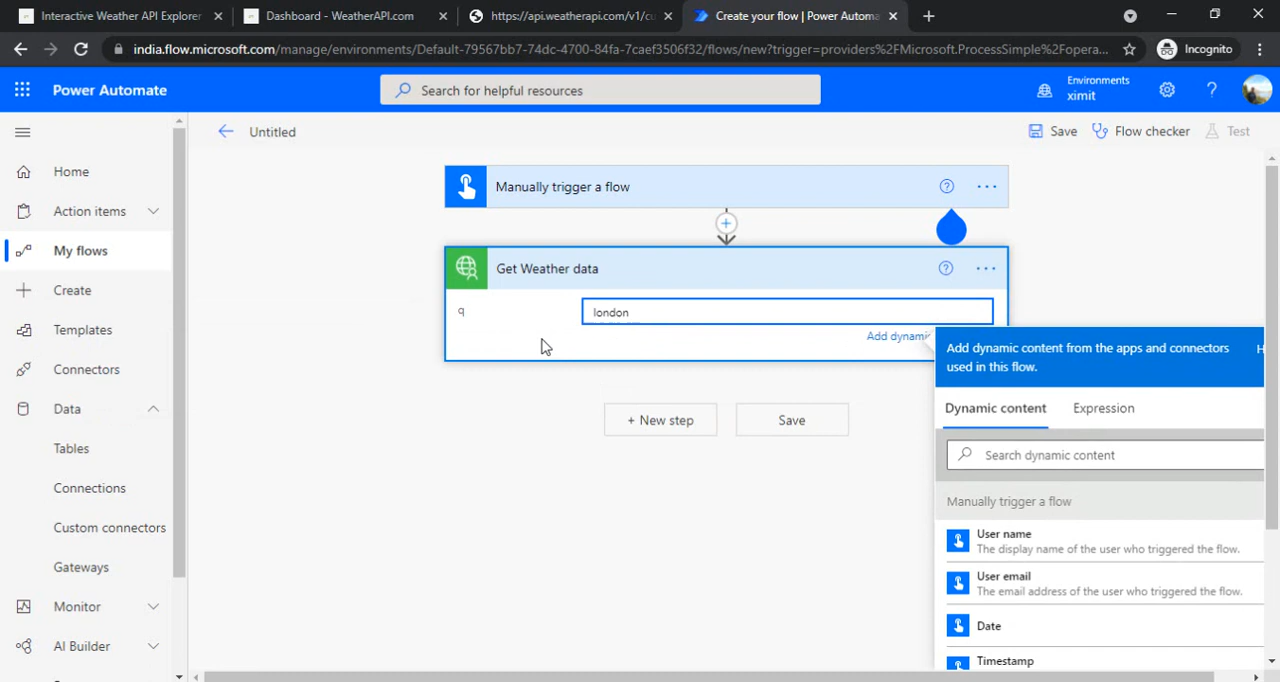 Interactive Weather API Explorer
Dashboard - WeatherAPI.com
https://api.weatherapi.com/v1/cu
Create your flow | Power Automa
india.flow.microsoft.com/manage/environments/Default-79567bb7-74dc-4700-84fa-7caef3506f32/flows/new?trigger=providers%2FMicrosoft.ProcessSimple%2Fopera...
Incognito
Power Automate
Search for helpful resources
Environments
ximit
Untitled
Save
Flow checker
Test
Home
Action items
My flows
Create
Templates
Connectors
Data
Tables
Connections
Custom connectors
Gateways
Monitor
AI Builder
Manually trigger a flow
Get Weather data
q
london
Add dynami
+ New step
Save
Add dynamic content from the apps and connectors
used in this flow.
H
Dynamic content
Expression
Search dynamic content
Manually trigger a flow
User name
The display name of the user who triggered the flow.
User email
The email address of the user who triggered the flow.
Date
Timestamp